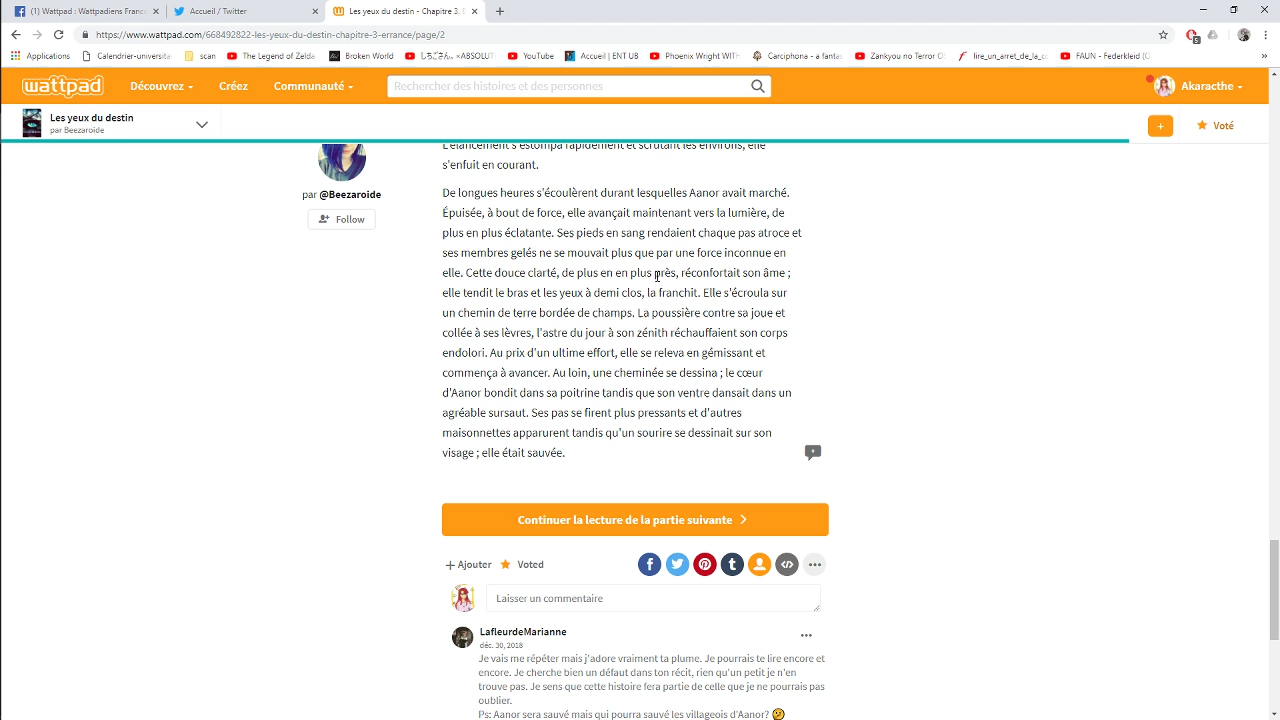 (1) Wattpad : Wattpadiens Franc
Accueil / Twitter
Les yeux du destin - Chapitre 3. E
https://www.wattpad.com/668492822-les-yeux-du-destin-chapitre-3-errance/page/2
Applications
Calendrier-universita
scan
The Legend of Zelda
Broken World
しちごさん。×ABSOLUT
YouTube
Accueil | ENT UB
Phoenix Wright WITH
Garciphona - a fantas
Zankyou no Terror OS
lire_un_arret_de_la_co
FAUN - Federkleid (O
wattpad
Découvrez
Créez
Communauté
Rechercher des histoires et des personnes
Akaracthe
Les yeux du destin
par Beezaroide
+
Voté
L'élancement s'estompa rapidement et scrutant les environs, elle
s'enfuit en courant.
par @Beezaroide
Follow
De longues heures s'écoulèrent durant lesquelles Aanor avait marché.
Épuisée, à bout de force, elle avançait maintenant vers la lumière, de
plus en plus éclatante. Ses pieds en sang rendaient chaque pas atroce et
ses membres gelés ne se mouvait plus que par une force inconnue en
elle. Cette douce clarté, de plus en en plus près, réconfortait son âme ;
elle tendit le bras et les yeux à demi clos, la franchit. Elle s'écroula sur
un chemin de terre bordée de champs. La poussière contre sa joue et
collée à ses lèvres, l'astre du jour à son zénith réchauffaient son corps
endolori. Au prix d'un ultime effort, elle se releva en gémissant et
commença à avancer. Au loin, une cheminée se dessina ; le cœur
d'Aanor bondit dans sa poitrine tandis que son ventre dansait dans un
agréable sursaut. Ses pas se firent plus pressants et d'autres
maisonnettes apparurent tandis qu'un sourire se dessinait sur son
visage ; elle était sauvée.
Continuer la lecture de la partie suivante
+ Ajouter
Voted
Laisser un commentaire
LafleurdeMarianne
déc. 30, 2018
Je vais me répéter mais j'adore vraiment ta plume. Je pourrais te lire encore et
encore. Je cherche bien un défaut dans ton récit, rien qu'un petit je n'en
trouve pas. Je sens que cette histoire fera partie de celle que je ne pourrais pas
oublier.
Ps: Aanor sera sauvé mais qui pourra sauvé les villageois d'Aanor? 🤔